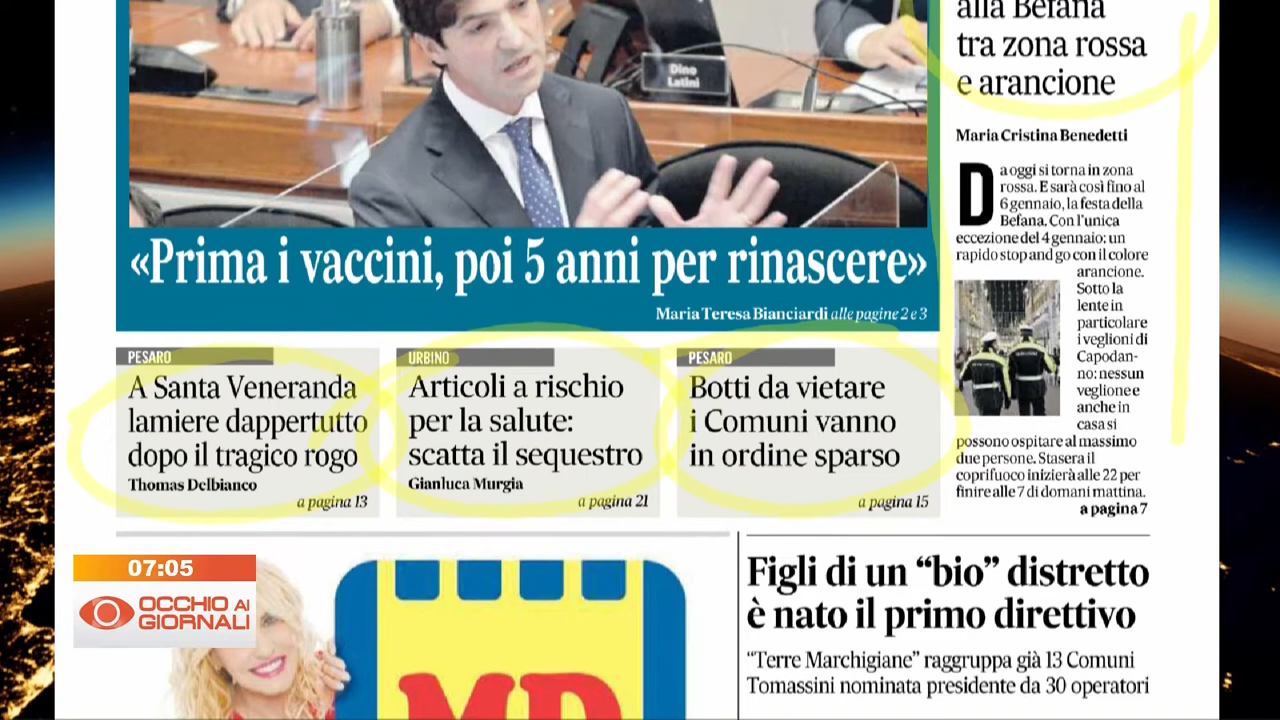 Dino
Latini
«Prima i vaccini, poi 5 anni per rinascere»
Maria Teresa Bianciardi alle pagine 2 e 3
PESARO
A Santa Veneranda
lamiere dappertutto
dopo il tragico rogo
Thomas Delbianco
a pagina 13
URBINO
Articoli a rischio
per la salute:
scatta il sequestro
Gianluca Murgia
a pagina 21
PESARO
Botti da vietare
i Comuni vanno
in ordine sparso
a pagina 15
alla Befana
tra zona rossa
e arancione
Maria Cristina Benedetti
Da oggi si torna in zona
rossa. E sarà così fino al
6 gennaio, la festa della
Befana. Con l'unica
eccezione del 4 gennaio: un
rapido stop and go con il colore
arancione.
Sotto la
lente in
particolare
i veglioni di
Capodan-
no: nessun
veglione e
anche in
casa si
possono ospitare al massimo
due persone. Stasera il
coprifuoco inizierà alle 22 per
finire alle 7 di domani mattina.
a pagina 7
07:05
OCCHIO AI
GIORNALI
MD
Figli di un “bio” distretto
è nato il primo direttivo
“Terre Marchigiane” raggruppa già 13 Comuni
Tomassini nominata presidente da 30 operatori